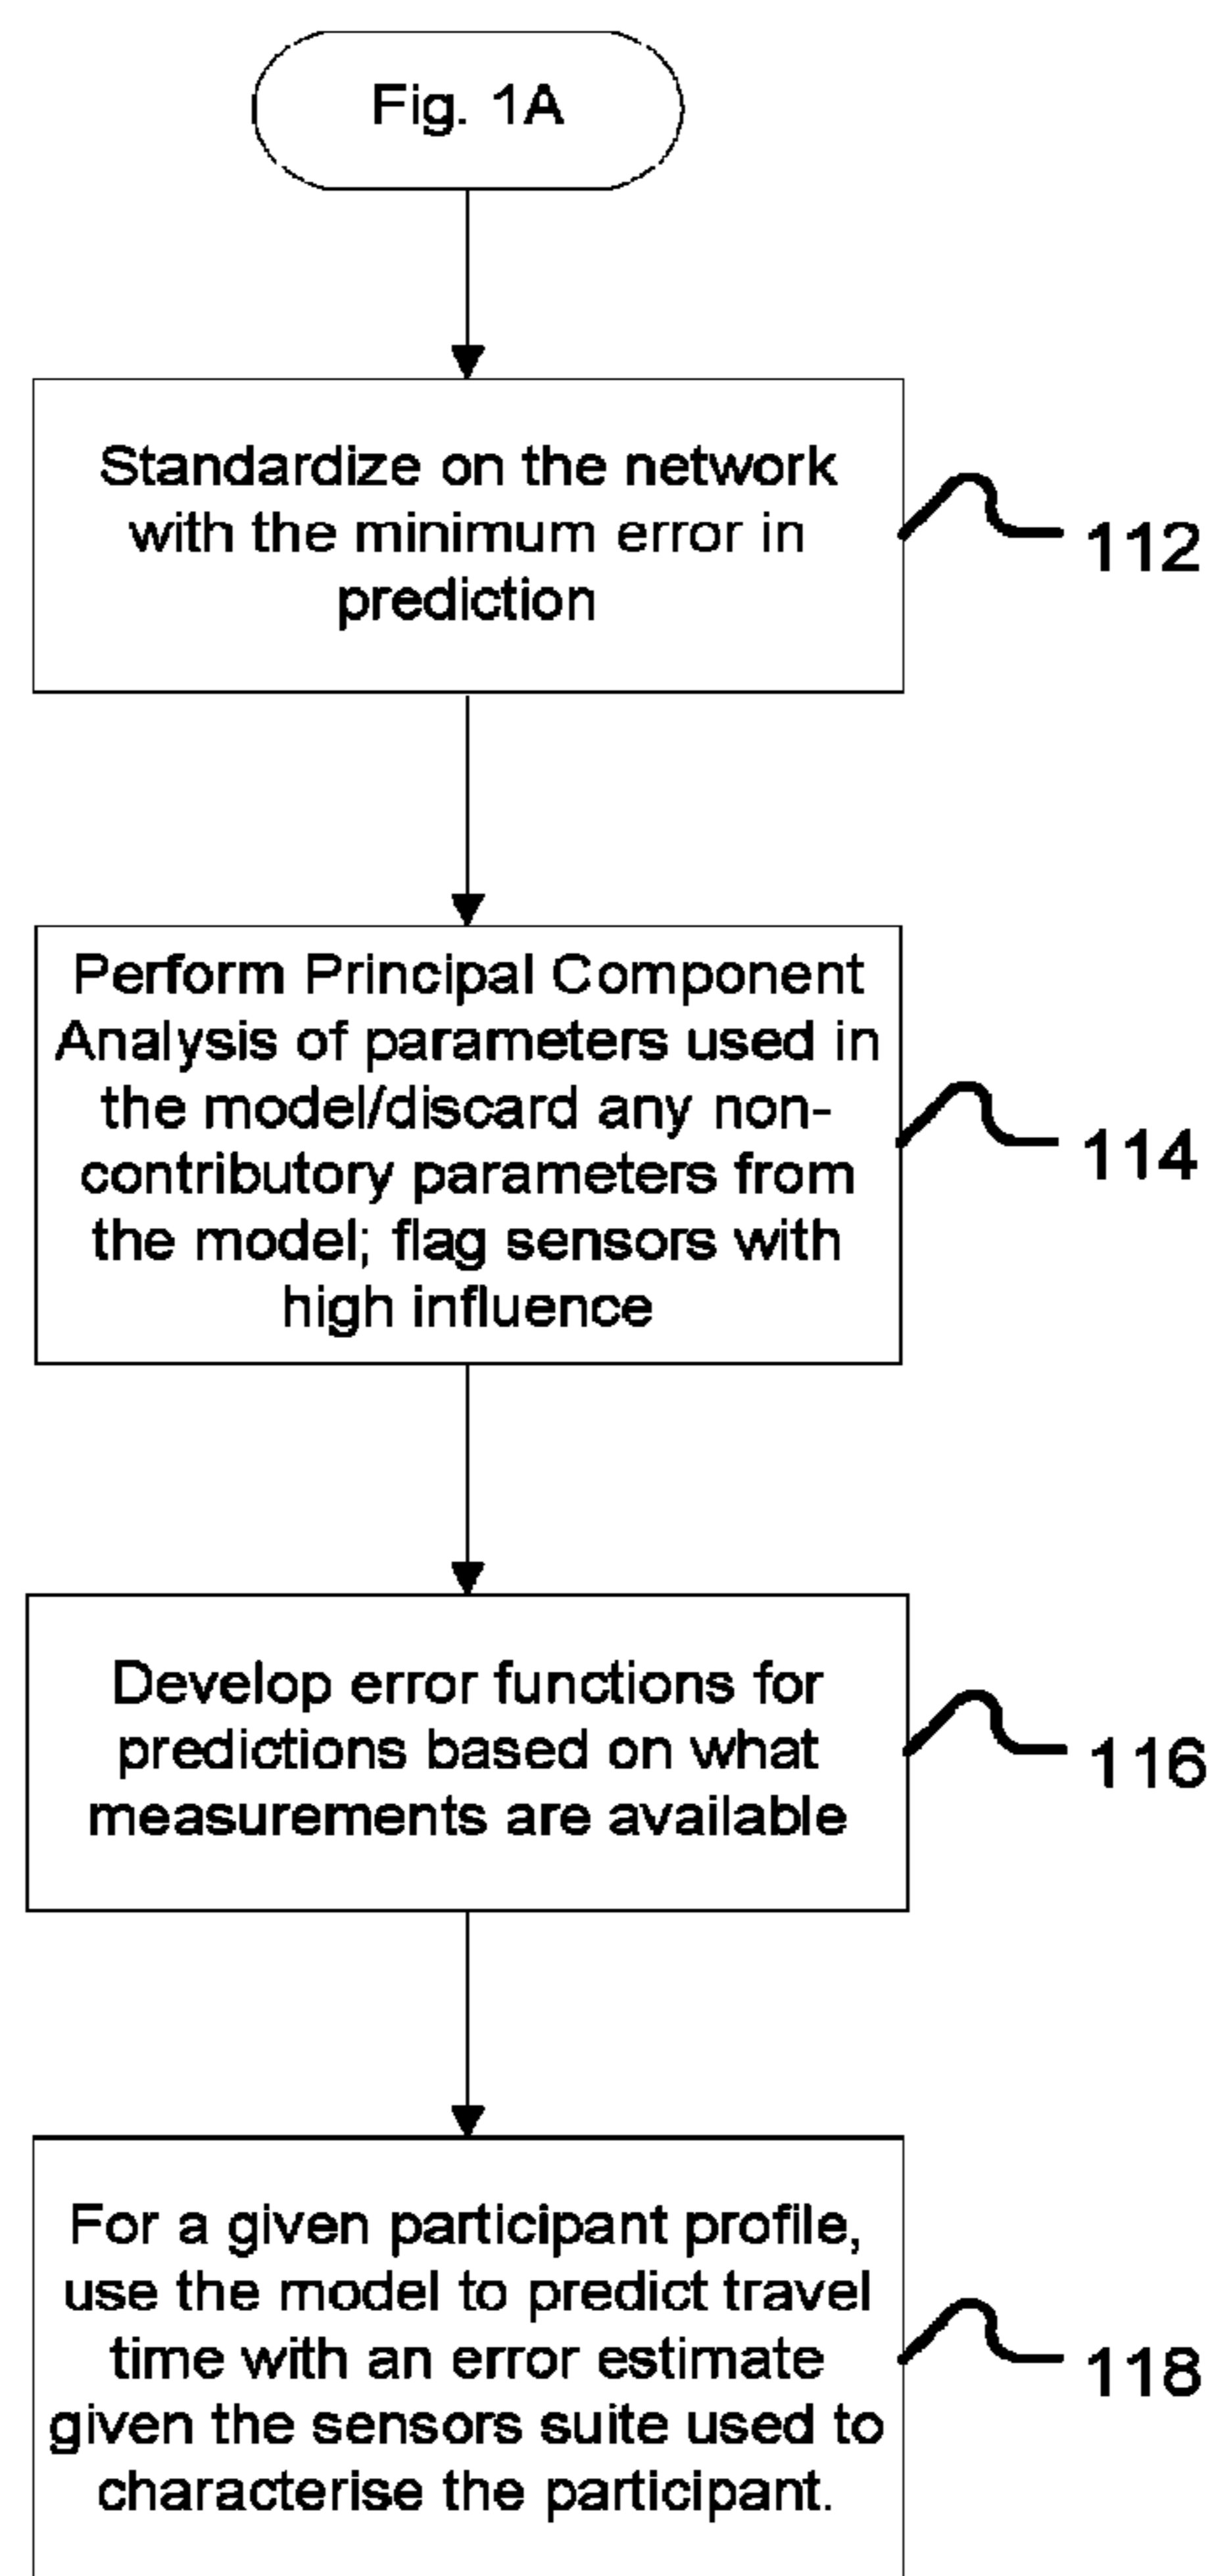 Fig. 1A
Standardize on the network
with the minimum error in
prediction
112
Perform Principal Component
Analysis of parameters used in
the model/discard any non-
contributory parameters from
the model; flag sensors with
high influence
114
Develop error functions for
predictions based on what
measurements are available
116
For a given participant profile,
use the model to predict travel
time with an error estimate
given the sensors suite used to
characterise the participant.
118